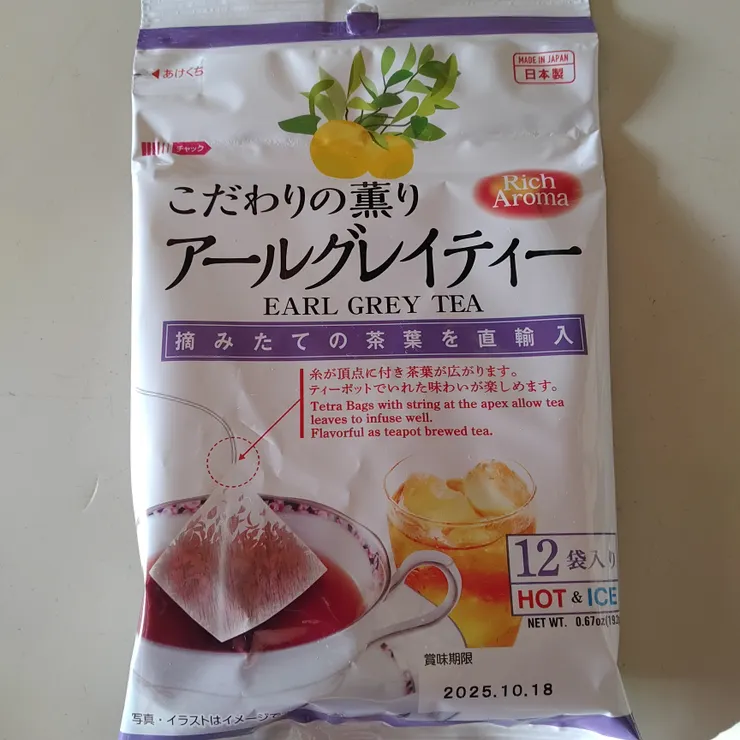 あけくち
MADE IN JAPAN
日本製
チャック
こだわりの薫り
Rich
Aroma
アールグレイティー
EARL GREY TEA
摘みたての茶葉を直輸入
糸が頂点に付き茶葉が広がります。
ティーポットでいれた味わいが楽しめます。
Tetra Bags with string at the apex allow tea
leaves to infuse well.
Flavorful as teapot brewed tea.
12袋入り
HOT & ICE
NET WT. 0.67oz
賞味期限
2025.10.18
写真・イラストはイメージで